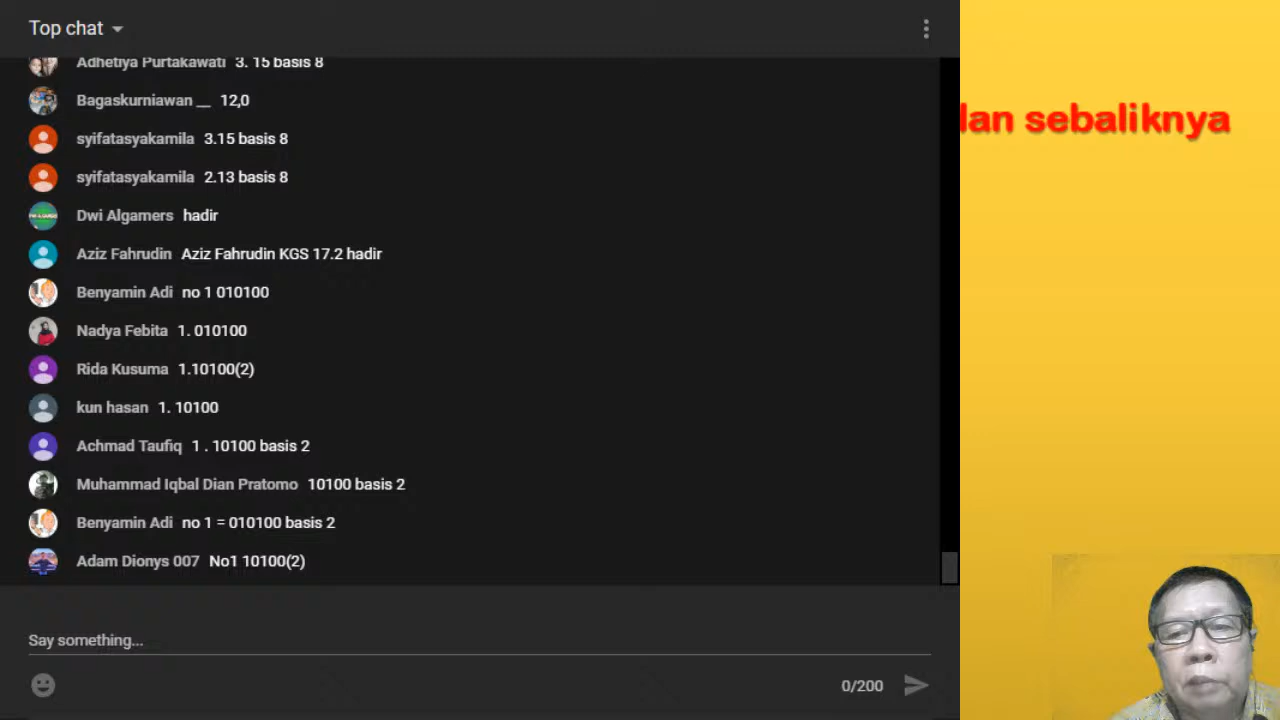 Top chat
Adhetiya Purtakawati 3. 15 basis 8
Bagaskurniawan __ 12,0
syifatasyakamila 3.15 basis 8
syifatasyakamila 2.13 basis 8
Dwi Algamers hadir
Aziz Fahrudin Aziz Fahrudin KGS 17.2 hadir
Benyamin Adi no 1 010100
Nadya Febita 1. 010100
Rida Kusuma 1.10100(2)
kun hasan 1. 10100
Achmad Taufiq 1 . 10100 basis 2
Muhammad Iqbal Dian Pratomo 10100 basis 2
Benyamin Adi no 1 = 010100 basis 2
Adam Dionys 007 No1 10100(2)
Say something...
0/200
dan sebaliknya